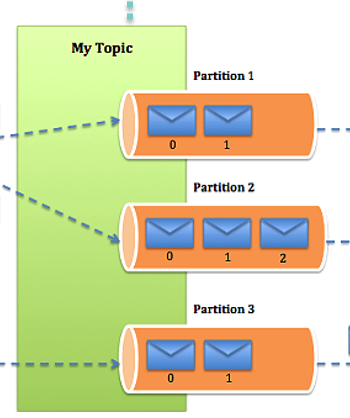 My Topic
Partition 1
0 1
Partition 2
0 1 2
Partition 3
0 1